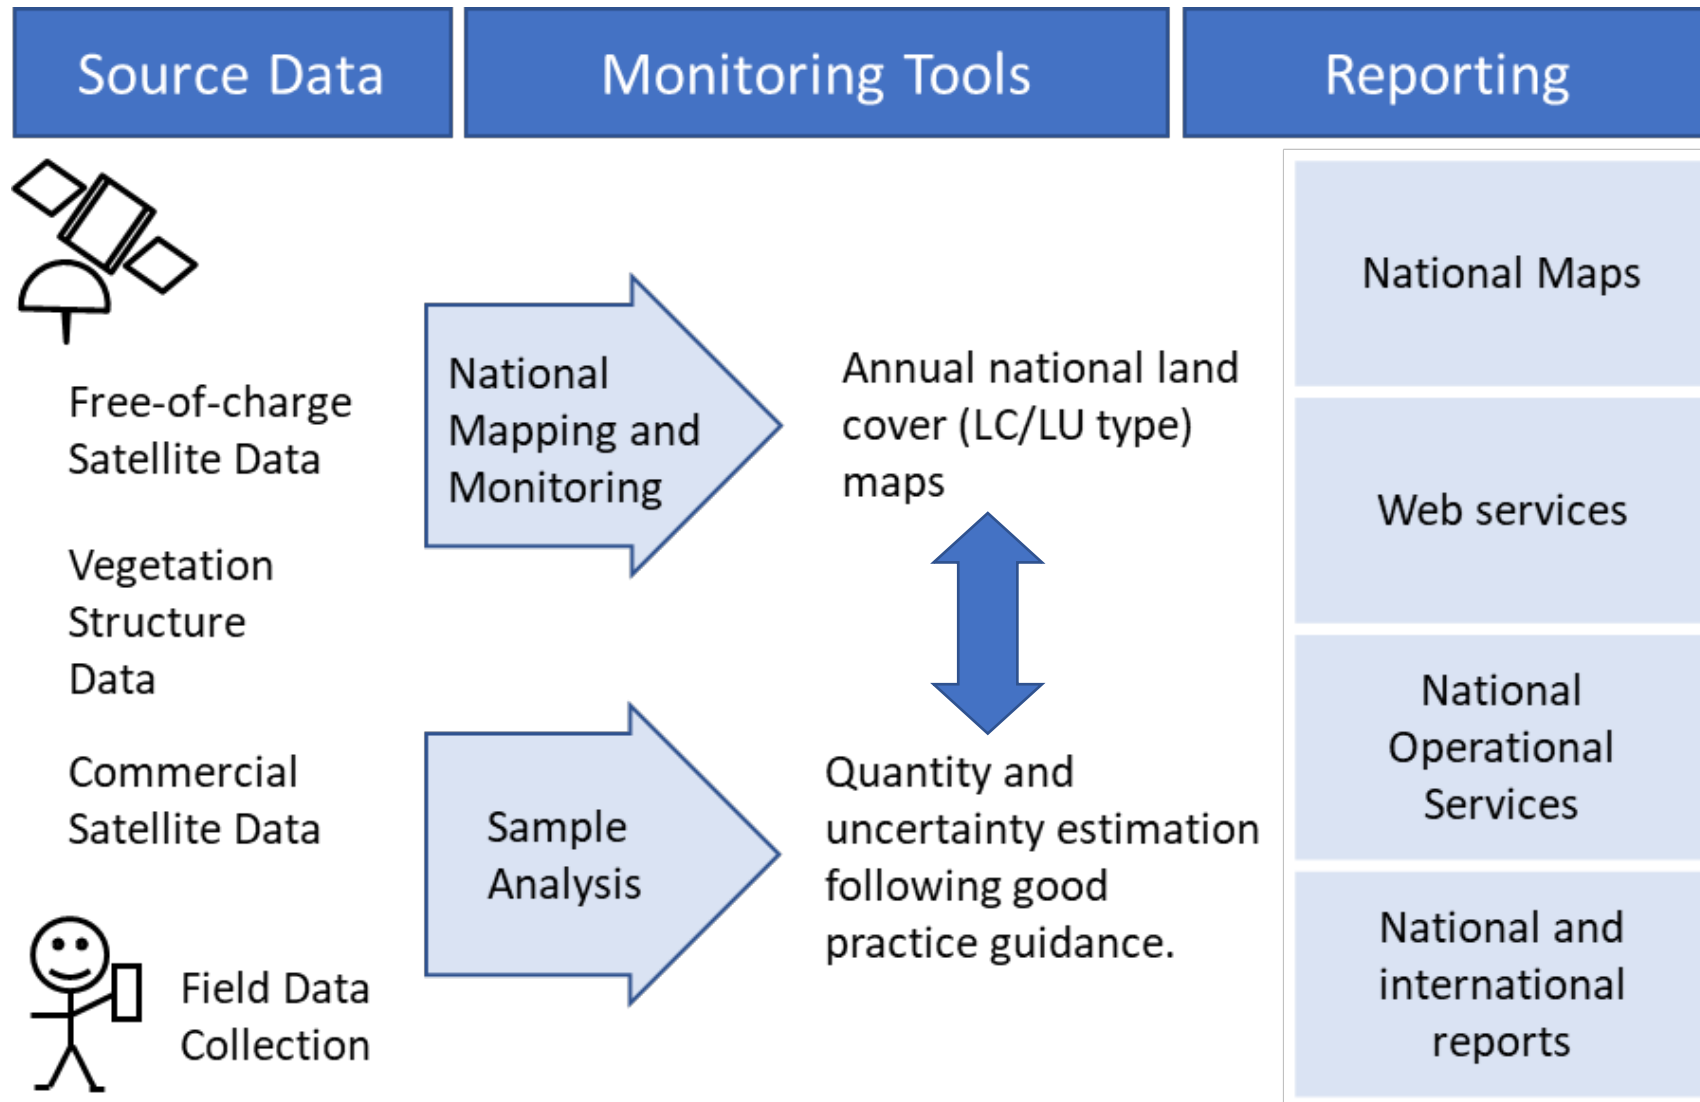 Source Data
Monitoring Tools
Reporting
Free-of-charge
Satellite Data
Vegetation
Structure
Data
Commercial
Satellite Data
Field Data
Collection
National
Mapping and
Monitoring
Sample
Analysis
Annual national land
cover (LC/LU type)
maps
Quantity and
uncertainty estimation
following good
practice guidance.
National Maps
Web services
National
Operational
Services
National and
international
reports